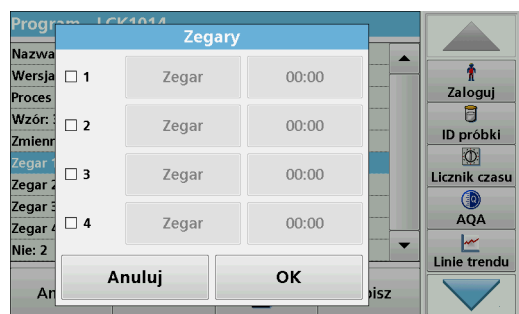 Program LCK1014
Zegary
Nazwa
Wersja
Proces
Wzór:
Zmienn
Zegar 1
Zegar 2
Zegar 3
Zegar 4
Nie: 2
1 Zegar 00:00
2 Zegar 00:00
3 Zegar 00:00
4 Zegar 00:00
Anuluj OK
An
isz
Zaloguj
ID próbki
Licznik czasu
AQA
Linie trendu